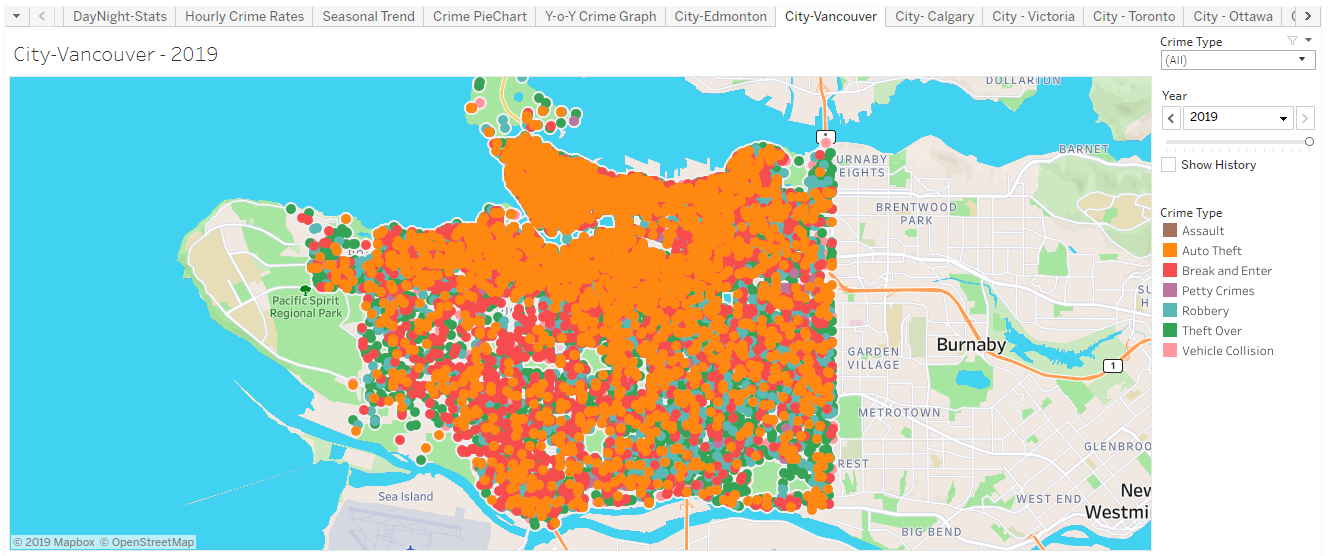 DayNight-Stats Hourly Crime Rates Seasonal Trend Crime PieChart Y-o-Y Crime Graph City-Edmonton City-Vancouver City- Calgary City - Victoria City - Toronto City - Ottawa
City-Vancouver - 2019
Crime Type
(All)
Year
2019
Show History
Crime Type
Assault
Auto Theft
Break and Enter
Petty Crimes
Robbery
Theft Over
Vehicle Collision
DOLLARTON
BARNET
URNABY
EIGHTS
BRENTWOOD
PARK
Pacific Spirit
Regional Park
Burnaby
1
GARDEN
VILLAGE
METROTOWN
GLENBROO
REST
Sea Island
WEST END
New
Westmi
BIG BEND
© 2019 Mapbox © OpenStreetMap